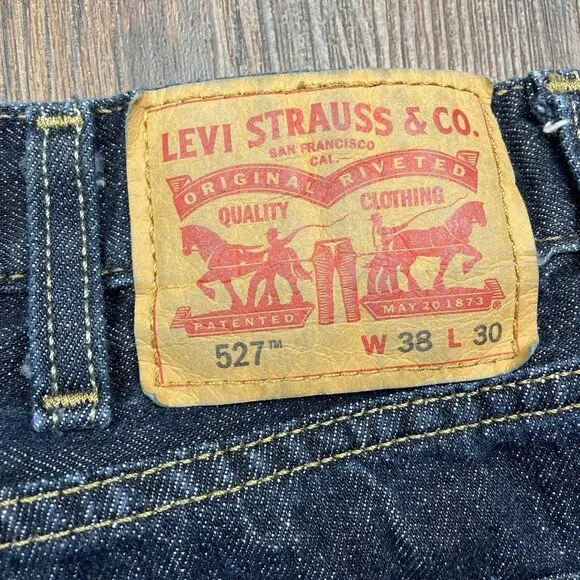 LEVI STRAUSS & CO.
SAN FRANCISCO
CAL.
ORIGINAL RIVETED
QUALITY CLOTHING
PATENTED MAY 20 1873 ®
527™ W 38 L 30